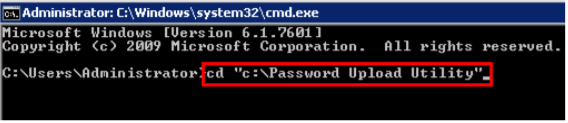 Administrator: C:\Windows\system32\cmd.exe
Microsoft Windows [Version 6.1.7601]
Copyright (c) 2009 Microsoft Corporation.  All rights reserved.
C:\Users\Administrator>cd "c:\Password Upload Utility"_